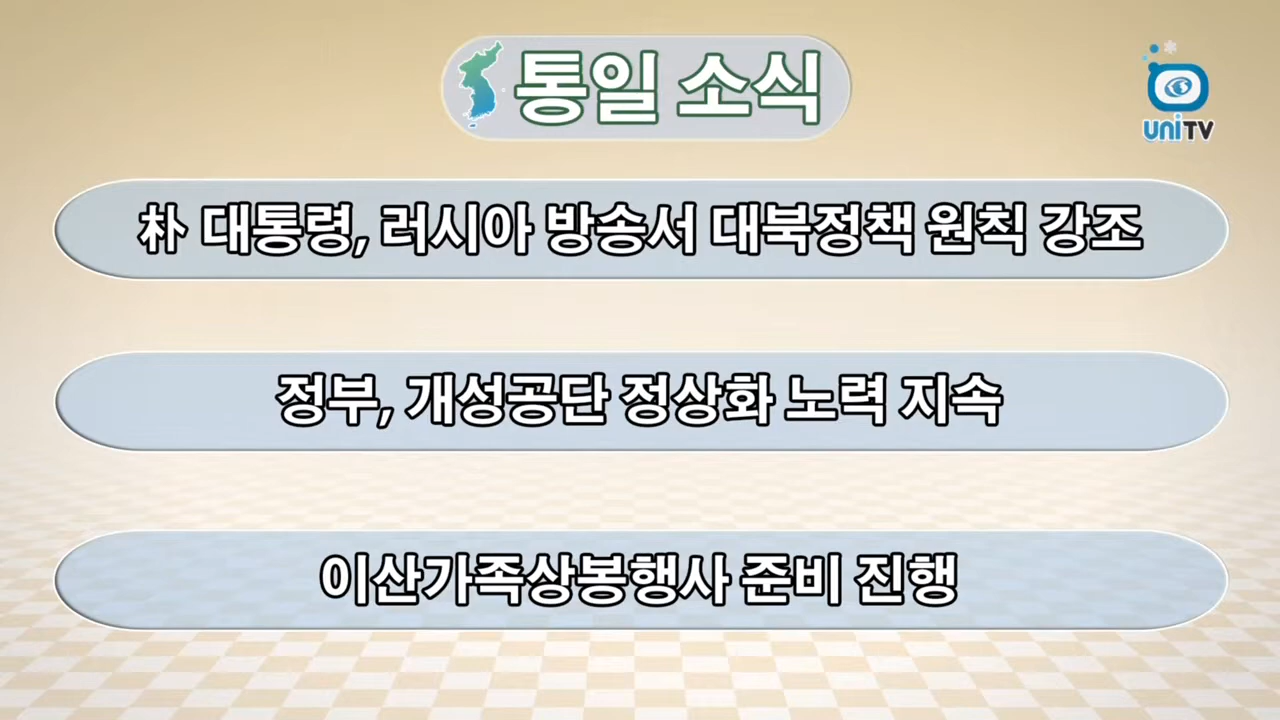 통일 소식
uniTV
朴 대통령, 러시아 방송서 대북정책 원칙 강조
정부, 개성공단 정상화 노력 지속
이산가족상봉행사 준비 진행